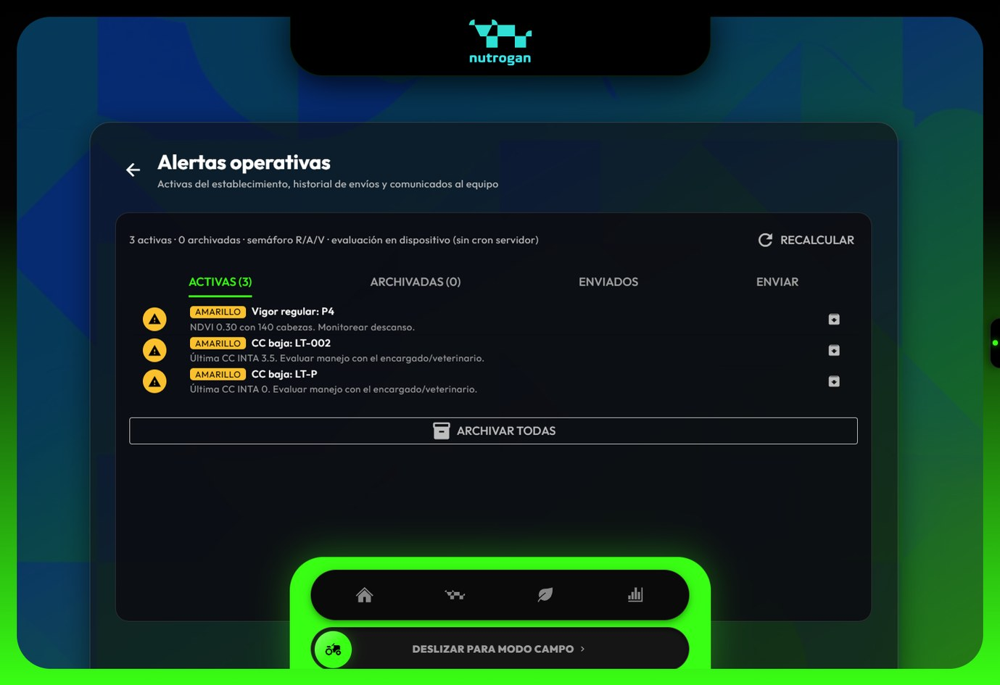 nutrogan
Alertas operativas
Activas del establecimiento, historial de envíos y comunicados al equipo
3 activas · 0 archivadas · semáforo R/A/V · evaluación en dispositivo (sin cron servidor)
RECALCULAR
ACTIVAS (3)
ARCHIVADAS (0)
ENVIADOS
ENVIAR
AMARILLO Vigor regular: P4
NDVI 0.30 con 140 cabezas. Monitorear descanso.
AMARILLO CC baja: LT-002
Última CC INTA 3.5. Evaluar manejo con el encargado/veterinario.
AMARILLO CC baja: LT-P
Última CC INTA 0. Evaluar manejo con el encargado/veterinario.
ARCHIVAR TODAS
DESLIZAR PARA MODO CAMPO ›